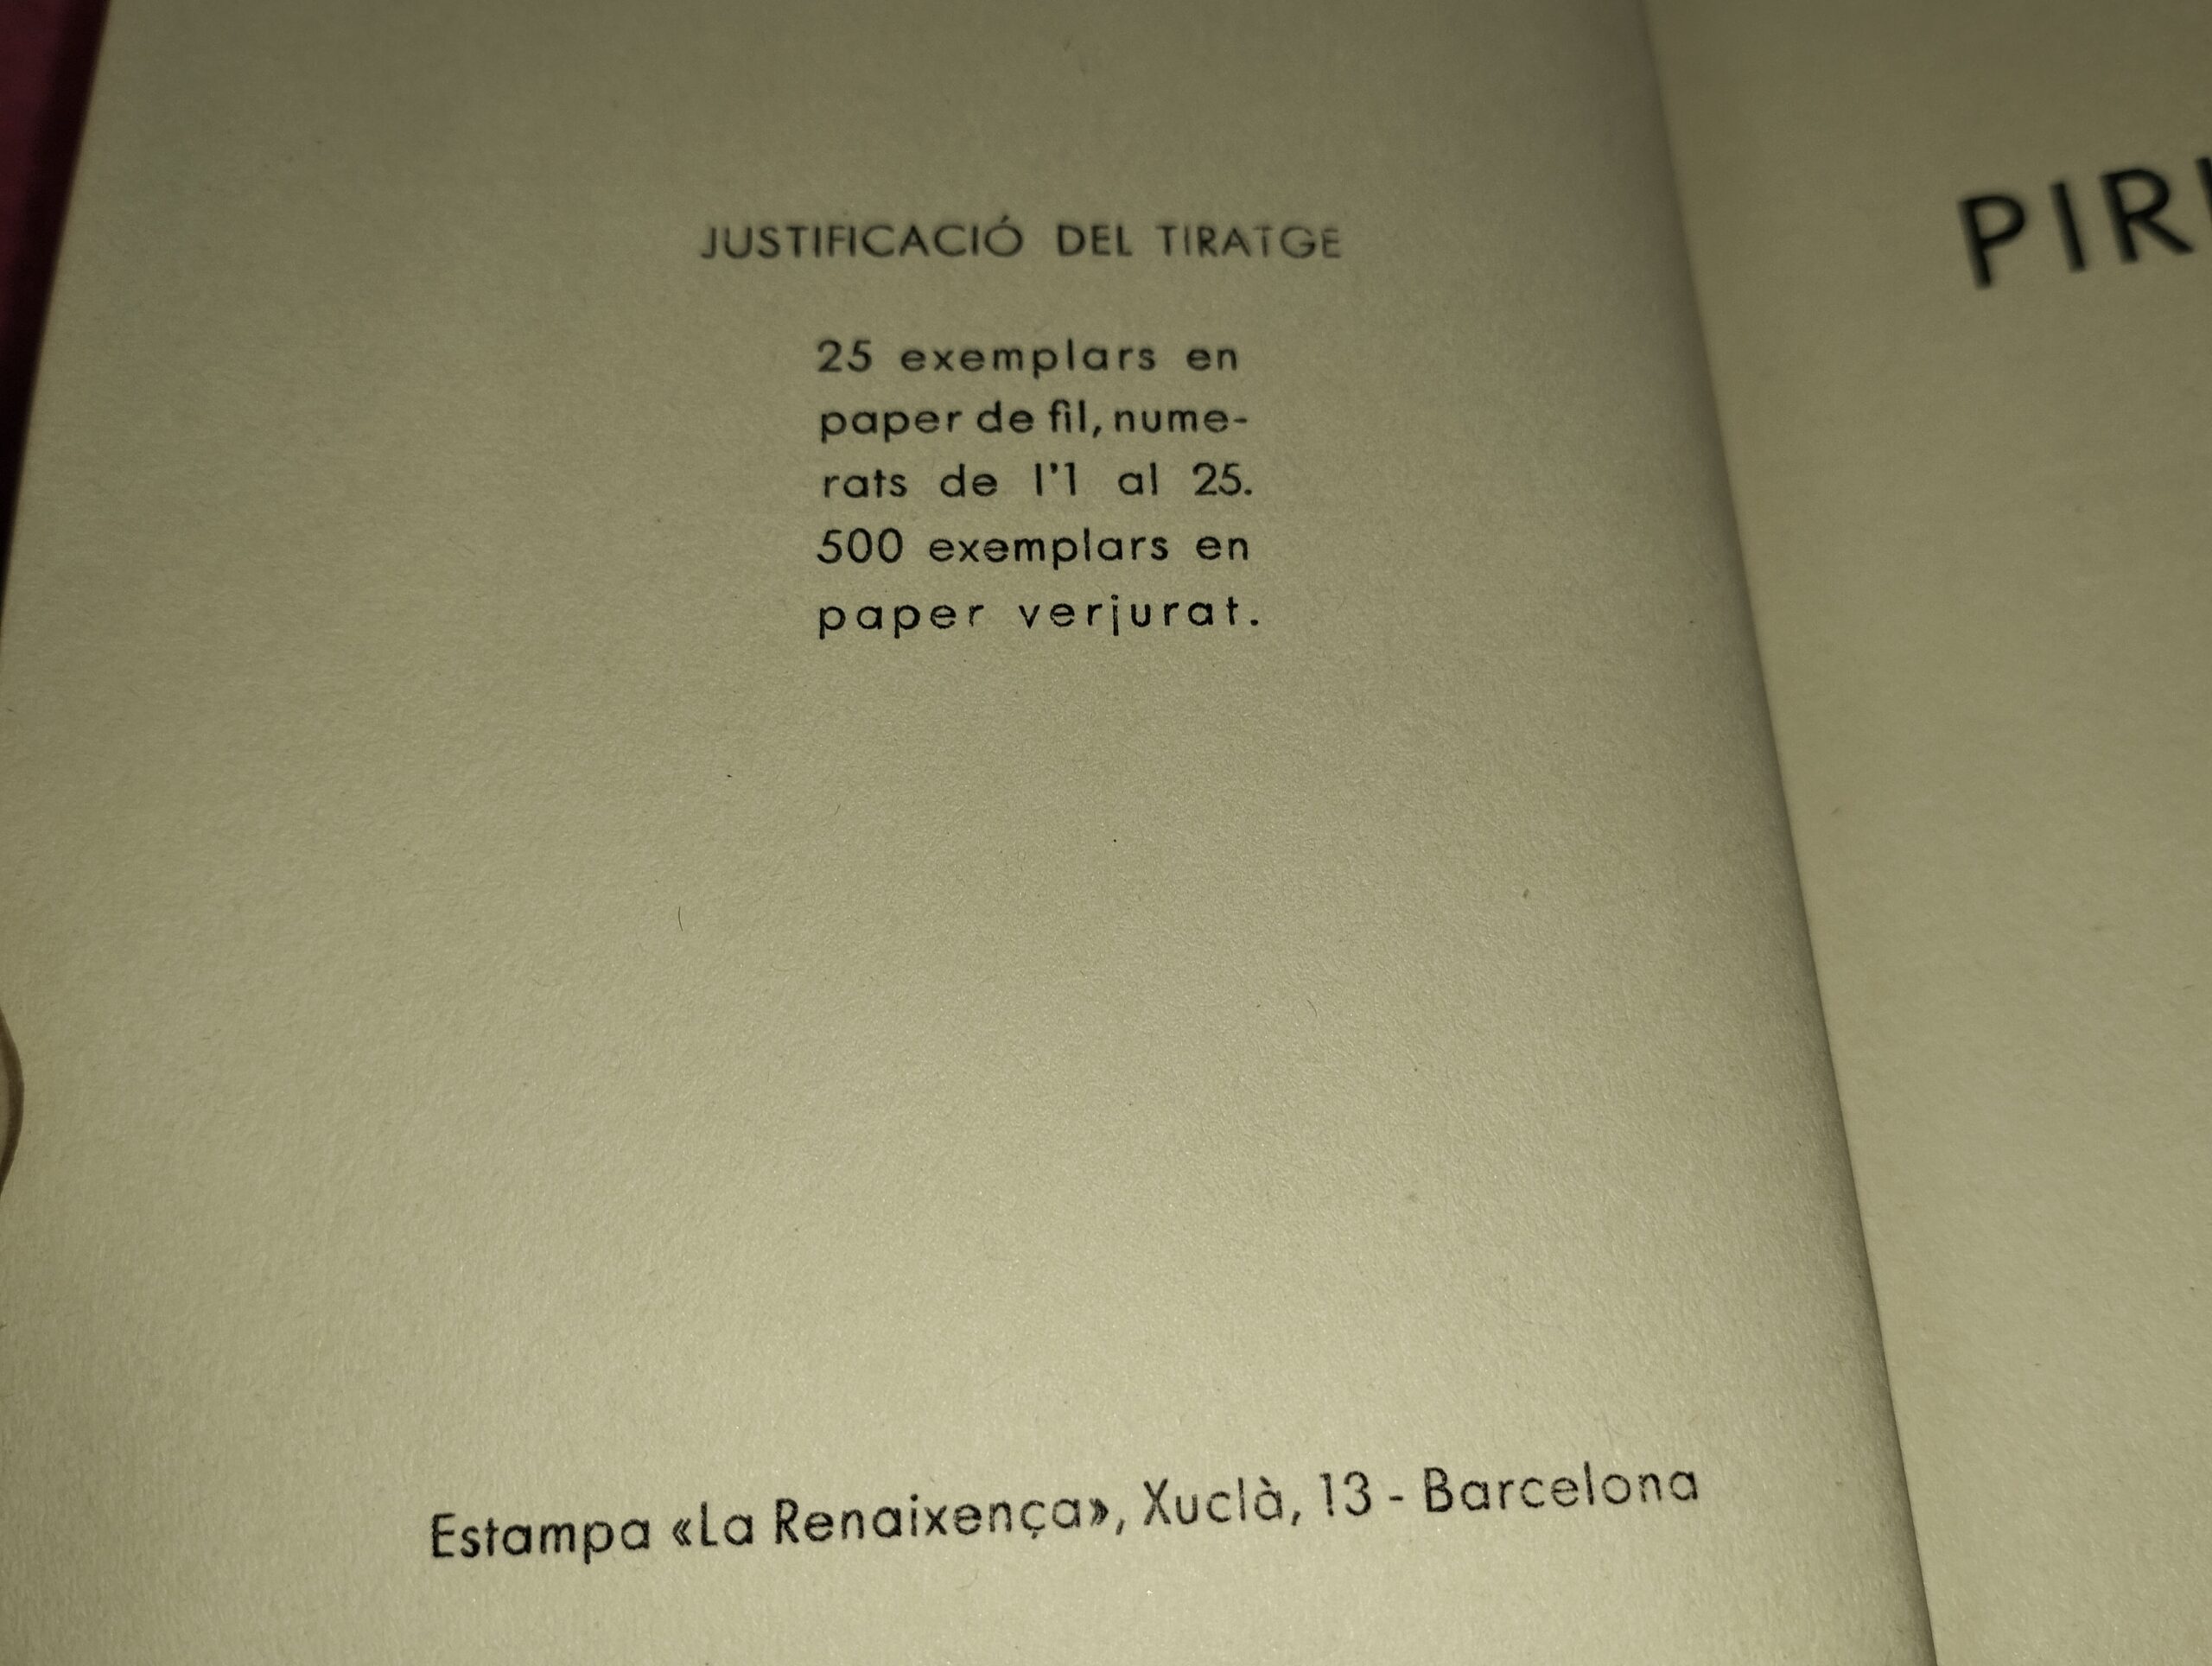 JUSTIFICACIÓ DEL TIRATGE
25 exemplars en
paper de fil, nume-
rats de l'1 al 25.
500 exemplars en
paper verjurat.
Estampa «La Renaixença», Xuclà, 13 - Barcelona